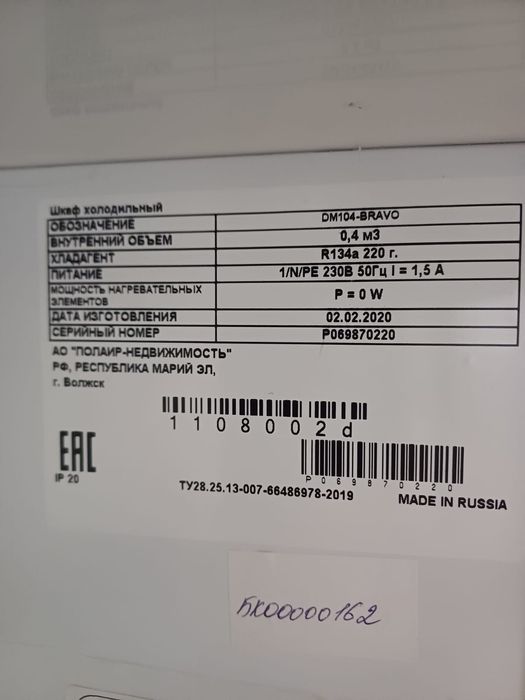 Шкаф холодильный
ОБОЗНАЧЕНИЕ DM104-BRAVO
ВНУТРЕННИЙ ОБЪЕМ 0,4 м3
ХЛАДАГЕНТ R134a 220 г.
ПИТАНИЕ 1/N/PE 230В 50Гц I = 1,5 А
МОЩНОСТЬ НАГРЕВАТЕЛЬНЫХ
ЭЛЕМЕНТОВ P = 0 W
ДАТА ИЗГОТОВЛЕНИЯ 02.02.2020
СЕРИЙНЫЙ НОМЕР P069870220
АО "ПОЛАИР-НЕДВИЖИМОСТЬ"
РФ, РЕСПУБЛИКА МАРИЙ ЭЛ,
г. Волжск
1108002d
EAC
IP 20
P069870220
ТУ28.25.13-007-66486978-2019
MADE IN RUSSIA
БК00000162